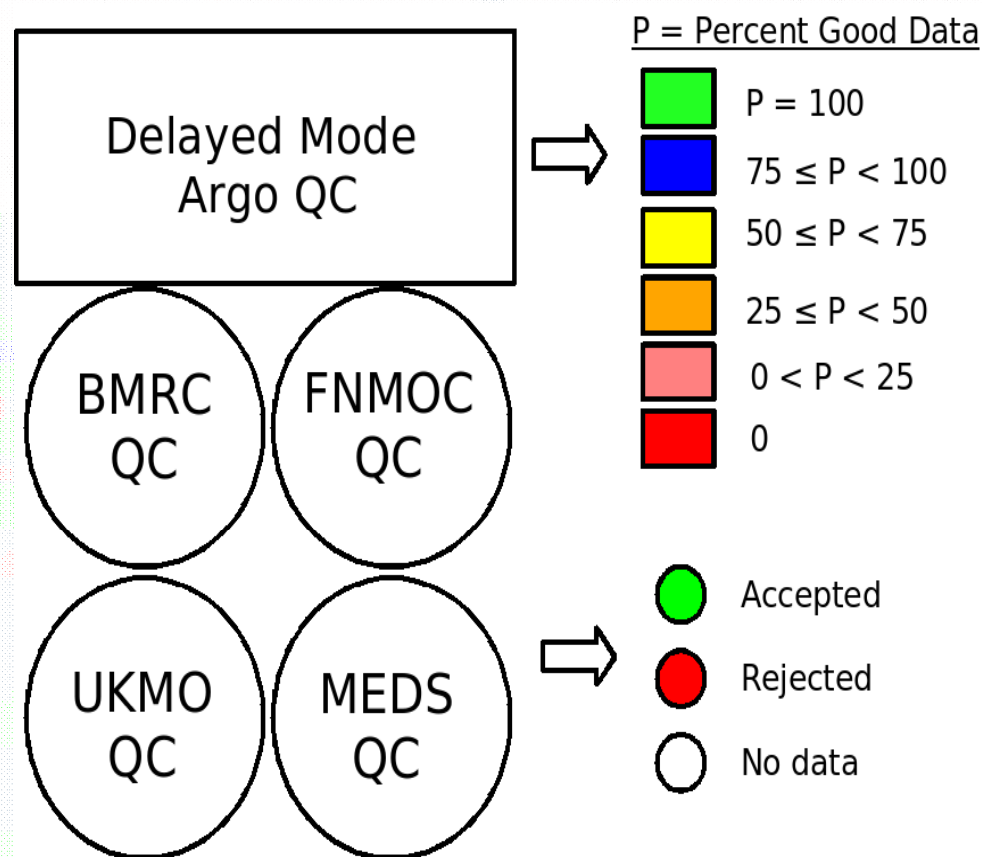 P = Percent Good Data
Delayed Mode
Argo QC
P = 100
75 ≤ P < 100
50 ≤ P < 75
25 ≤ P < 50
0 < P < 25
0
BMRC
QC
FNMOC
QC
UKMO
QC
MEDS
QC
Accepted
Rejected
No data